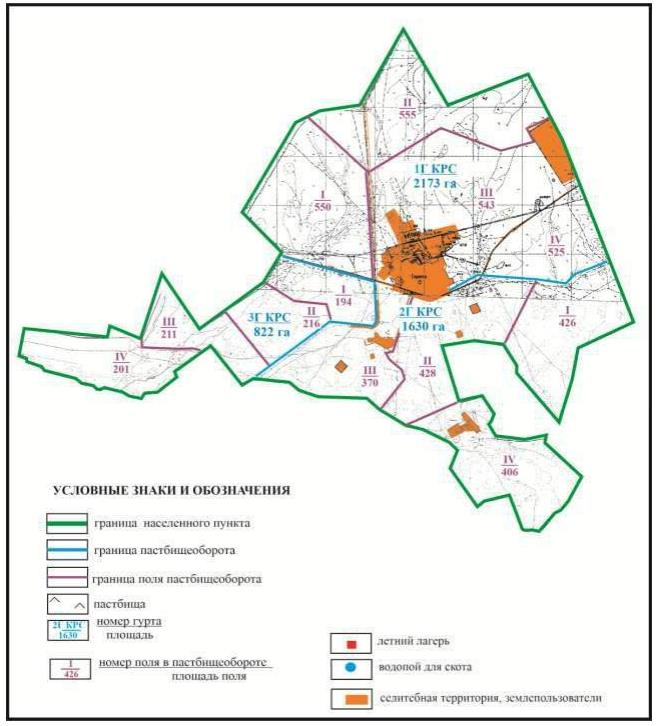 II
555
1Г КРС
2173 га
I
550
III
543
IV
525
I
194
3Г КРС
822 га
II
216
2Г КРС
1630 га
I
426
III
211
IV
201
III
370
II
428
IV
406
УСЛОВНЫЕ ЗНАКИ И ОБОЗНАЧЕНИЯ
граница населенного пункта
граница пастбищеоборота
граница поля пастбищеоборота
пастбища
2Г КРС
1630
номер гурта
площадь
I
426
номер поля в пастбищеобороте
площадь поля
летний лагерь
водопой для скота
селитебная территория, землепользователи